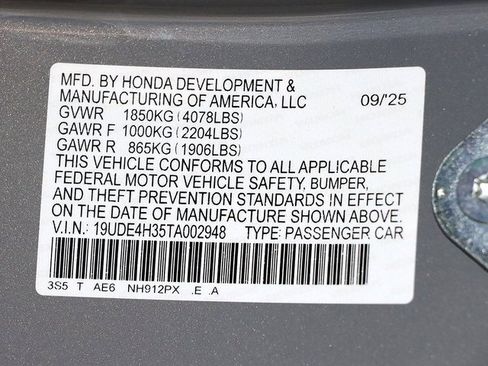 MFD. BY HONDA DEVELOPMENT &
MANUFACTURING OF AMERICA, LLC 09/'25
GVWR 1850KG (4078LBS)
GAWR F 1000KG (2204LBS)
GAWR R 865KG (1906LBS)
THIS VEHICLE CONFORMS TO ALL APPLICABLE
FEDERAL MOTOR VEHICLE SAFETY, BUMPER,
AND THEFT PREVENTION STANDARDS IN EFFECT
ON THE DATE OF MANUFACTURE SHOWN ABOVE.
V.I.N.: 19UDE4H35TA002948 TYPE: PASSENGER CAR
3S5 T AE6 NH912PX .E .A